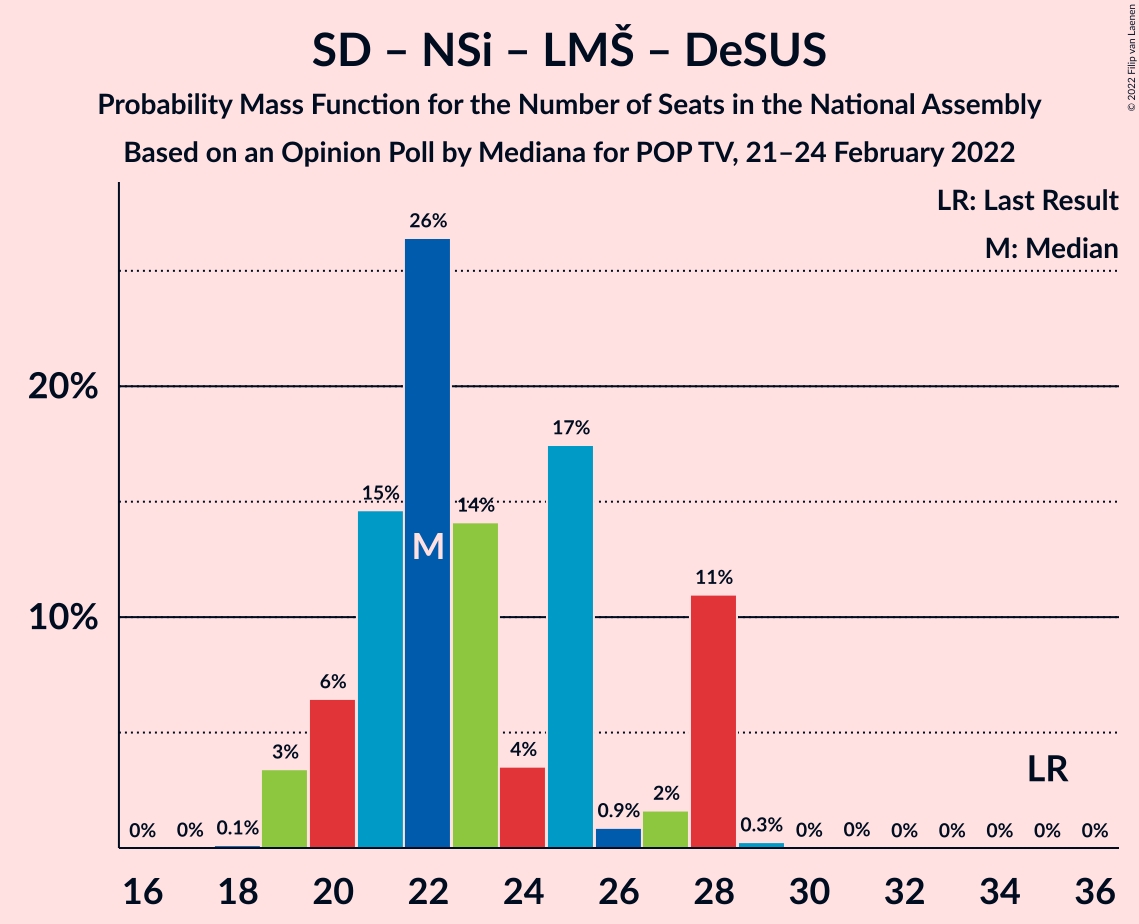 SD – NSi – LMŠ – DeSUS
Probability Mass Function for the Number of Seats in the National Assembly
Based on an Opinion Poll by Mediana for POP TV, 21–24 February 2022
© 2022 Filip van Laenen
LR: Last Result
M: Median
26%
20%
17%
15%
14%
M
11%
10%
6%
3%
4%
LR
2%
0%
0%
0.1%
0.9%
0.3%
0%
0%
0%
0%
0%
0%
0%
16 18 20 22 24 26 28 30 32 34 36